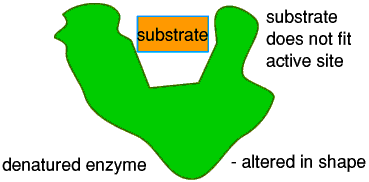 substrate
substrate
does not fit
active site
denatured enzyme
- altered in shape